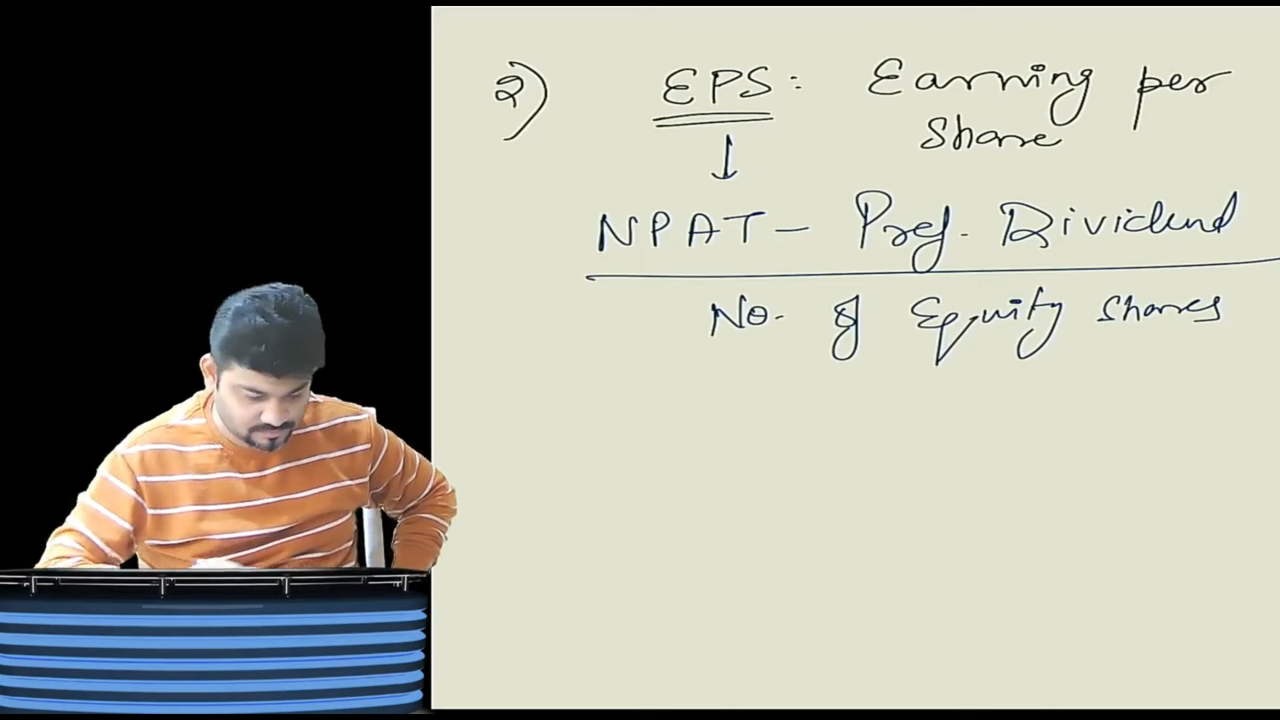 2) EPS: Earning per
Share
↓
NPAT - Pref. Dividend
No. of Equity Shares